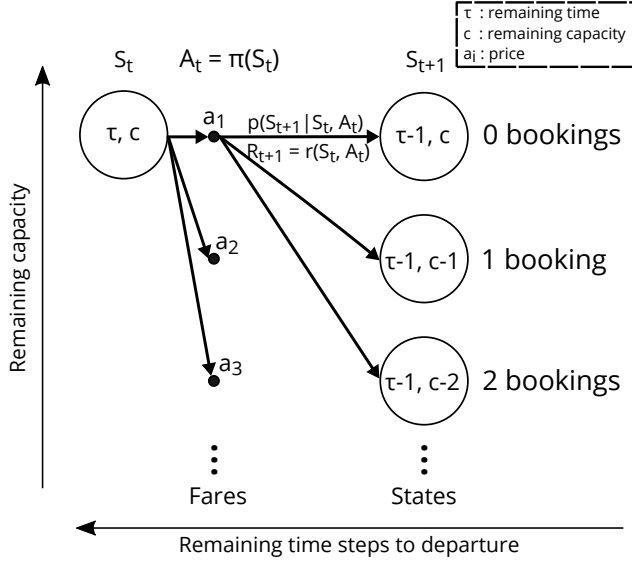 τ : remaining time
c : remaining capacity
aᵢ : price
Sₜ
Aₜ = π(Sₜ)
Sₜ₊₁
τ, c
a₁
p(Sₜ₊₁|Sₜ, Aₜ)
Rₜ₊₁ = r(Sₜ, Aₜ)
τ-1, c
0 bookings
a₂
τ-1, c-1
1 booking
a₃
τ-1, c-2
2 bookings
Fares
States
Remaining capacity
Remaining time steps to departure